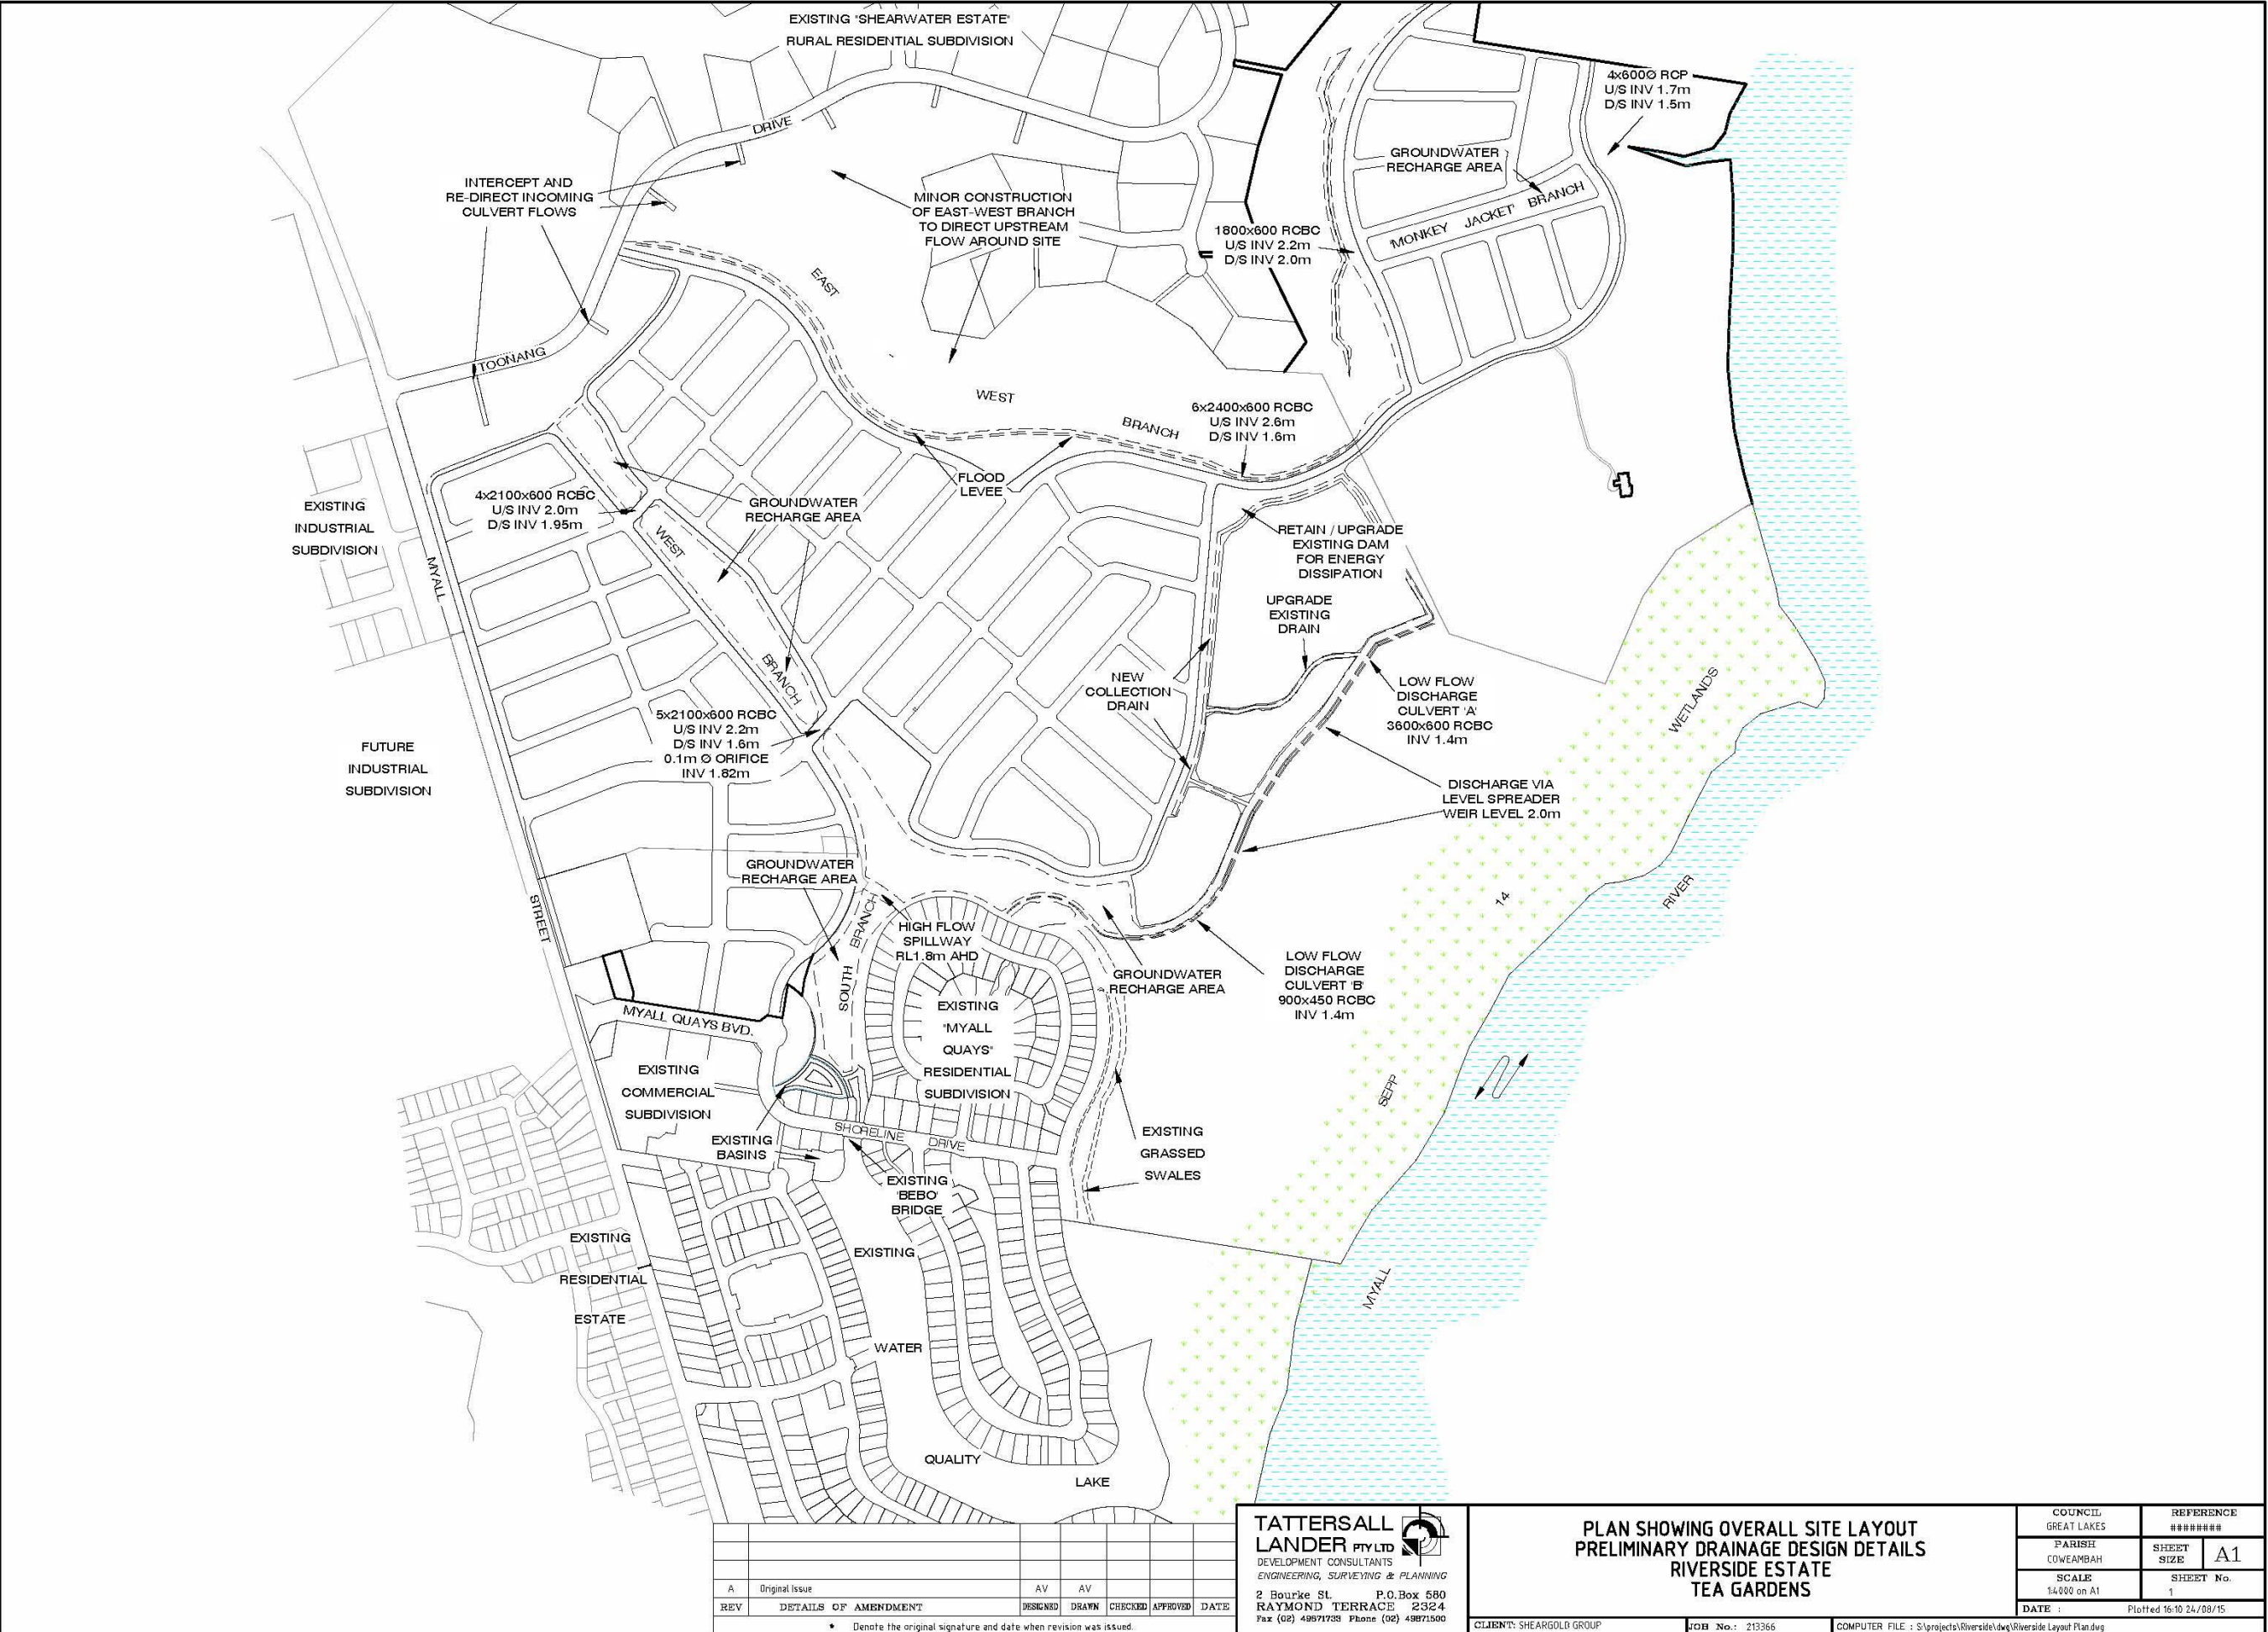 EXISTING "SHEARWATER ESTATE"
RURAL RESIDENTIAL SUBDIVISION
4x600Ø RCP
U/S INV 1.7m
D/S INV 1.5m
DRIVE
GROUNDWATER
RECHARGE AREA
INTERCEPT AND
RE-DIRECT INCOMING
CULVERT FLOWS
MINOR CONSTRUCTION
OF EAST-WEST BRANCH
TO DIRECT UPSTREAM
FLOW AROUND SITE
'MONKEY JACKET' BRANCH
1800x600 RCBC
U/S INV 2.2m
D/S INV 2.0m
EAST
TOONANG
WEST
BRANCH
6x2400x600 RCBC
U/S INV 2.6m
D/S INV 1.6m
FLOOD
LEVEE
4x2100x600 RCBC
U/S INV 2.0m
D/S INV 1.95m
GROUNDWATER
RECHARGE AREA
EXISTING
INDUSTRIAL
SUBDIVISION
MYALL
WEST
BRANCH
RETAIN / UPGRADE
EXISTING DAM
FOR ENERGY
DISSIPATION
UPGRADE
EXISTING
DRAIN
NEW
COLLECTION
DRAIN
LOW FLOW
DISCHARGE
CULVERT 'A'
3600x600 RCBC
INV 1.4m
WETLANDS
5x2100x600 RCBC
U/S INV 2.2m
D/S INV 1.6m
0.1m Ø ORIFICE
INV 1.82m
FUTURE
INDUSTRIAL
SUBDIVISION
DISCHARGE VIA
LEVEL SPREADER
WEIR LEVEL 2.0m
GROUNDWATER
RECHARGE AREA
STREET
14
RIVER
BRANCH
SOUTH
HIGH FLOW
SPILLWAY
RL1.8m AHD
GROUNDWATER
RECHARGE AREA
LOW FLOW
DISCHARGE
CULVERT 'B'
900x450 RCBC
INV 1.4m
MYALL QUAYS BVD.
EXISTING
"MYALL
QUAYS"
RESIDENTIAL
SUBDIVISION
EXISTING
COMMERCIAL
SUBDIVISION
SEPP
EXISTING
BASINS
SHORELINE DRIVE
EXISTING
GRASSED
SWALES
EXISTING
'BEBO'
BRIDGE
EXISTING
RESIDENTIAL
ESTATE
EXISTING
WATER
QUALITY
LAKE
MYALL
A Original Issue AV AV
REV DETAILS OF AMENDMENT DESIGNED DRAWN CHECKED APPROVED DATE
* Denote the original signature and date when revision was issued.
TATTERSALL
LANDER PTY LTD
DEVELOPMENT CONSULTANTS
ENGINEERING, SURVEYING & PLANNING
2 Bourke St. P.O.Box 580
RAYMOND TERRACE 2324
Fax (02) 49871733 Phone (02) 49871500
PLAN SHOWING OVERALL SITE LAYOUT
PRELIMINARY DRAINAGE DESIGN DETAILS
RIVERSIDE ESTATE
TEA GARDENS
CLIENT: SHEARGOLD GROUP
JOB No.: 213366
COMPUTER FILE : S:\projects\Riverside\dwg\Riverside Layout Plan.dwg
COUNCIL
GREAT LAKES
REFERENCE
########
PARISH
COWEAMBAH
SHEET
SIZE
A1
SCALE
1:4000 on A1
SHEET No.
1
DATE : Plotted 16:10 24/08/15